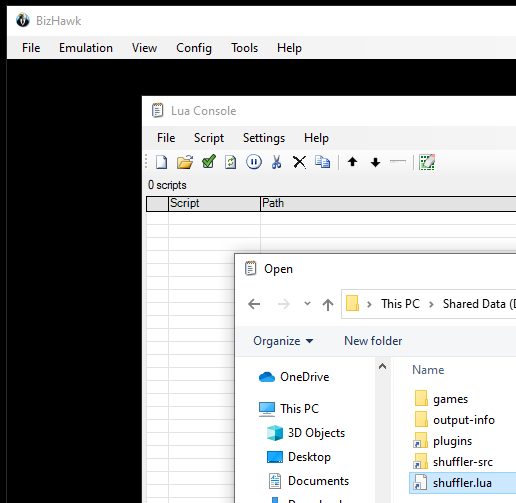 BizHawk
File Emulation View Config Tools Help
Lua Console
File Script Settings Help
0 scripts
Script Path
Open
This PC > Shared Data (
Organize New folder
Name
OneDrive
games
This PC
output-info
3D Objects
plugins
Desktop
shuffler-src
Documents
shuffler.lua